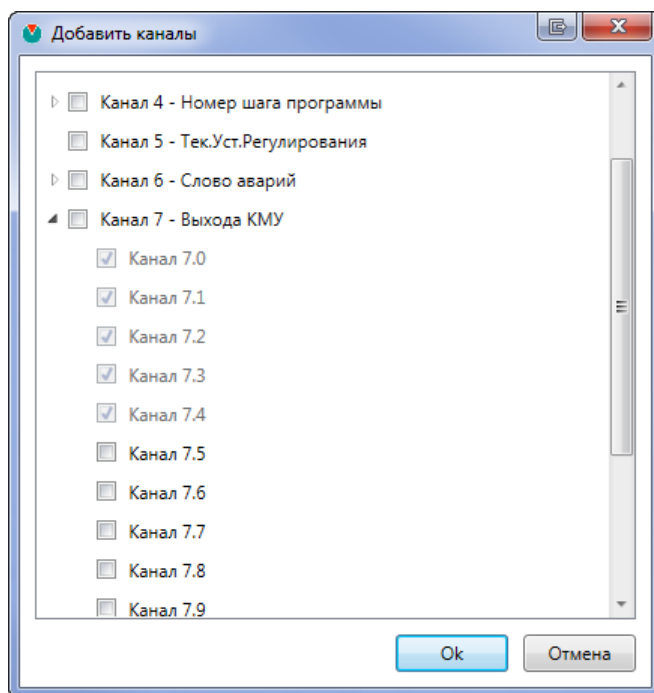 Добавить каналы
Канал 4 - Номер шага программы
Канал 5 - Тек.Уст.Регулирования
Канал 6 - Слово аварий
Канал 7 - Выхода КМУ
Канал 7.0
Канал 7.1
Канал 7.2
Канал 7.3
Канал 7.4
Канал 7.5
Канал 7.6
Канал 7.7
Канал 7.8
Канал 7.9
Ok Отмена